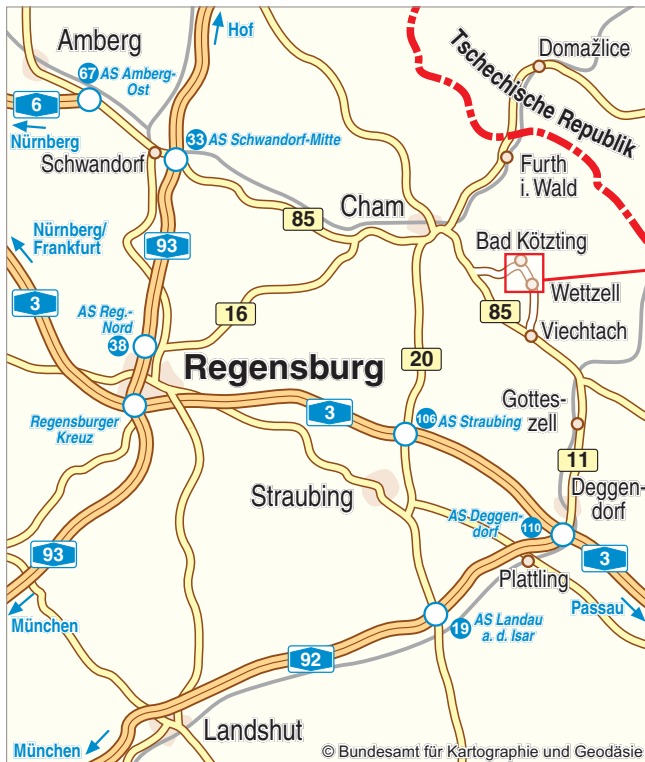 Hof
Amberg
67 AS Amberg-
Ost
6
Nürnberg
Tschechische Republik
Domažlice
33 AS Schwandorf-Mitte
Schwandorf
Furth
i. Wald
Cham
85
Nürnberg/
Frankfurt
93
Bad Kötzting
3
Wettzell
16
85
AS Reg.-
Nord
38
Viechtach
20
Regensburg
Regensburger
Kreuz
3
106 AS Straubing
Gottes-
zell
11
Straubing
Deggen-
dorf
AS Deggen-
dorf 110
93
3
Plattling
München
Passau
19 AS Landau
a. d. Isar
92
Landshut
München
© Bundesamt für Kartographie und Geodäsie